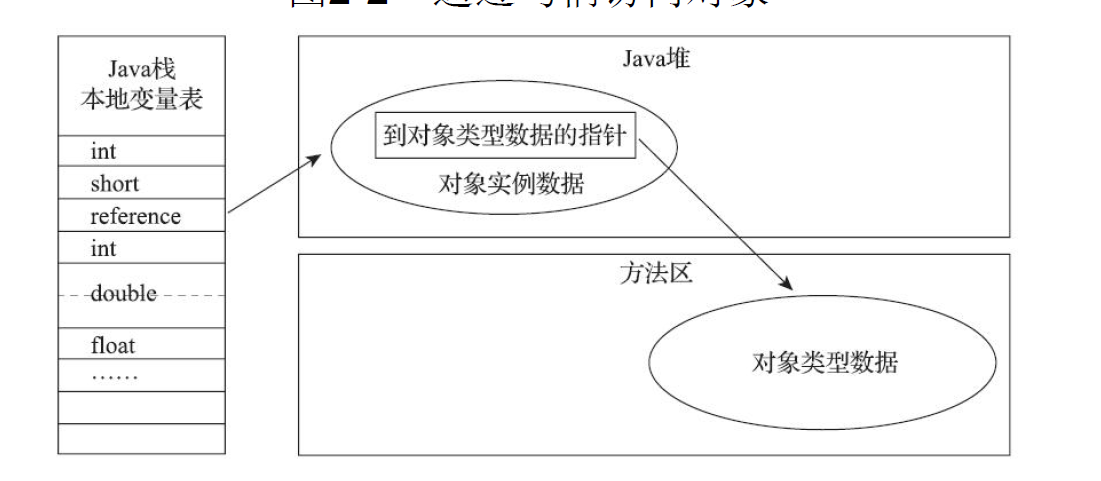 Java栈
本地变量表
int
short
reference
int
double
float
……
Java堆
到对象类型数据的指针
对象实例数据
方法区
对象类型数据